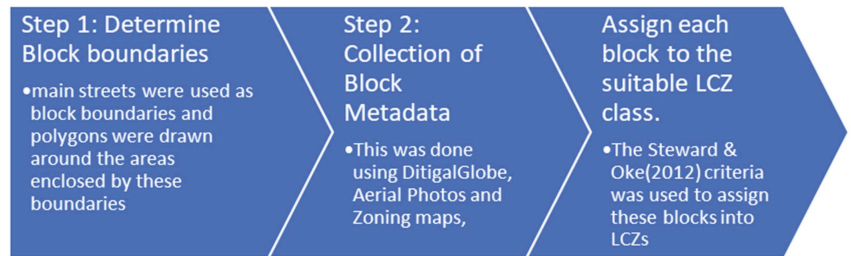 Step 1: Determine
Block boundaries
•main streets were used as
block boundaries and
polygons were drawn
around the areas
enclosed by these
boundaries
Step 2:
Collection of
Block
Metadata
•This was done
using DitigalGlobe,
Aerial Photos and
Zoning maps,
Assign each
block to the
suitable LCZ
class.
•The Steward &
Oke(2012) criteria
was used to assign
these blocks into
LCZs